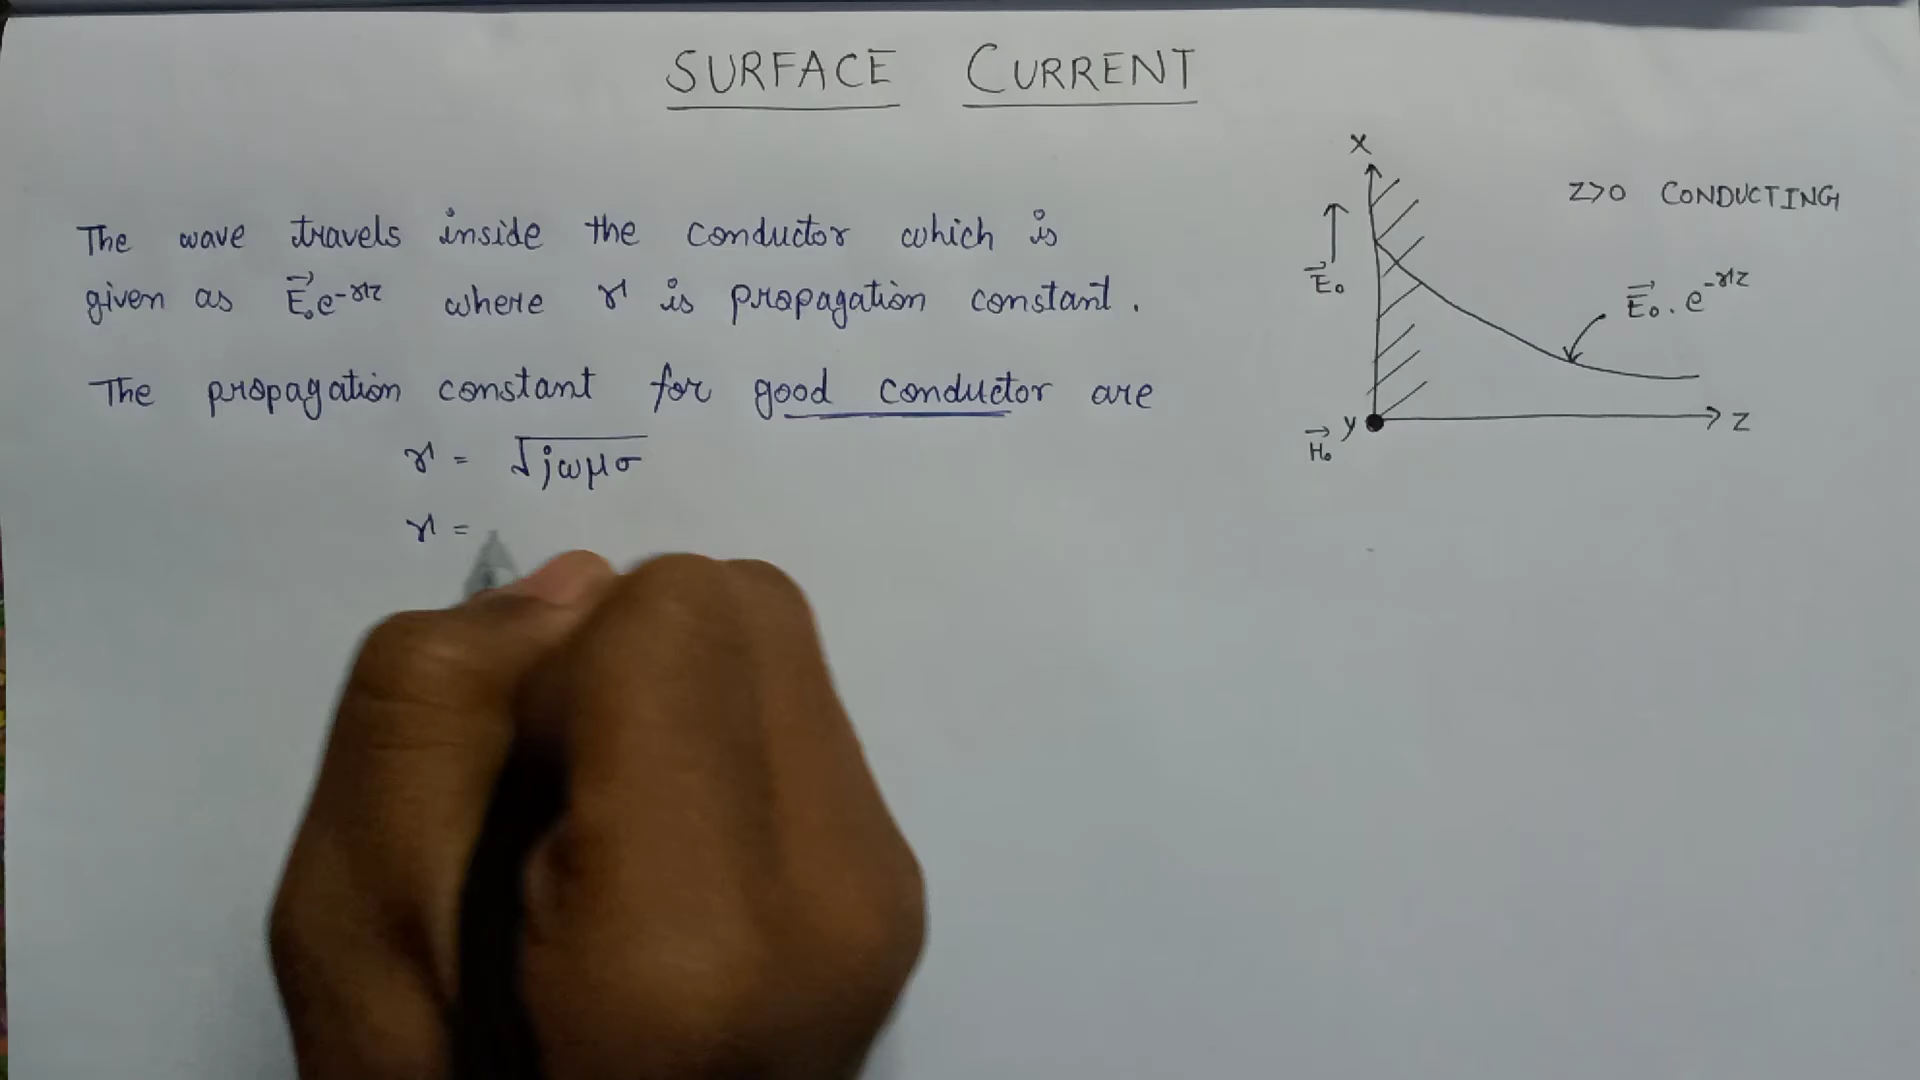 SURFACE CURRENT
The wave travels inside the conductor which is
given as E⃗₀e^-γz where γ is propagation constant.
The propagation constant for good conductor are
γ = √jωμσ
γ =
X
Z>0 CONDUCTING
E⃗₀
E⃗₀.e^-γz
Y
Z
H⃗₀